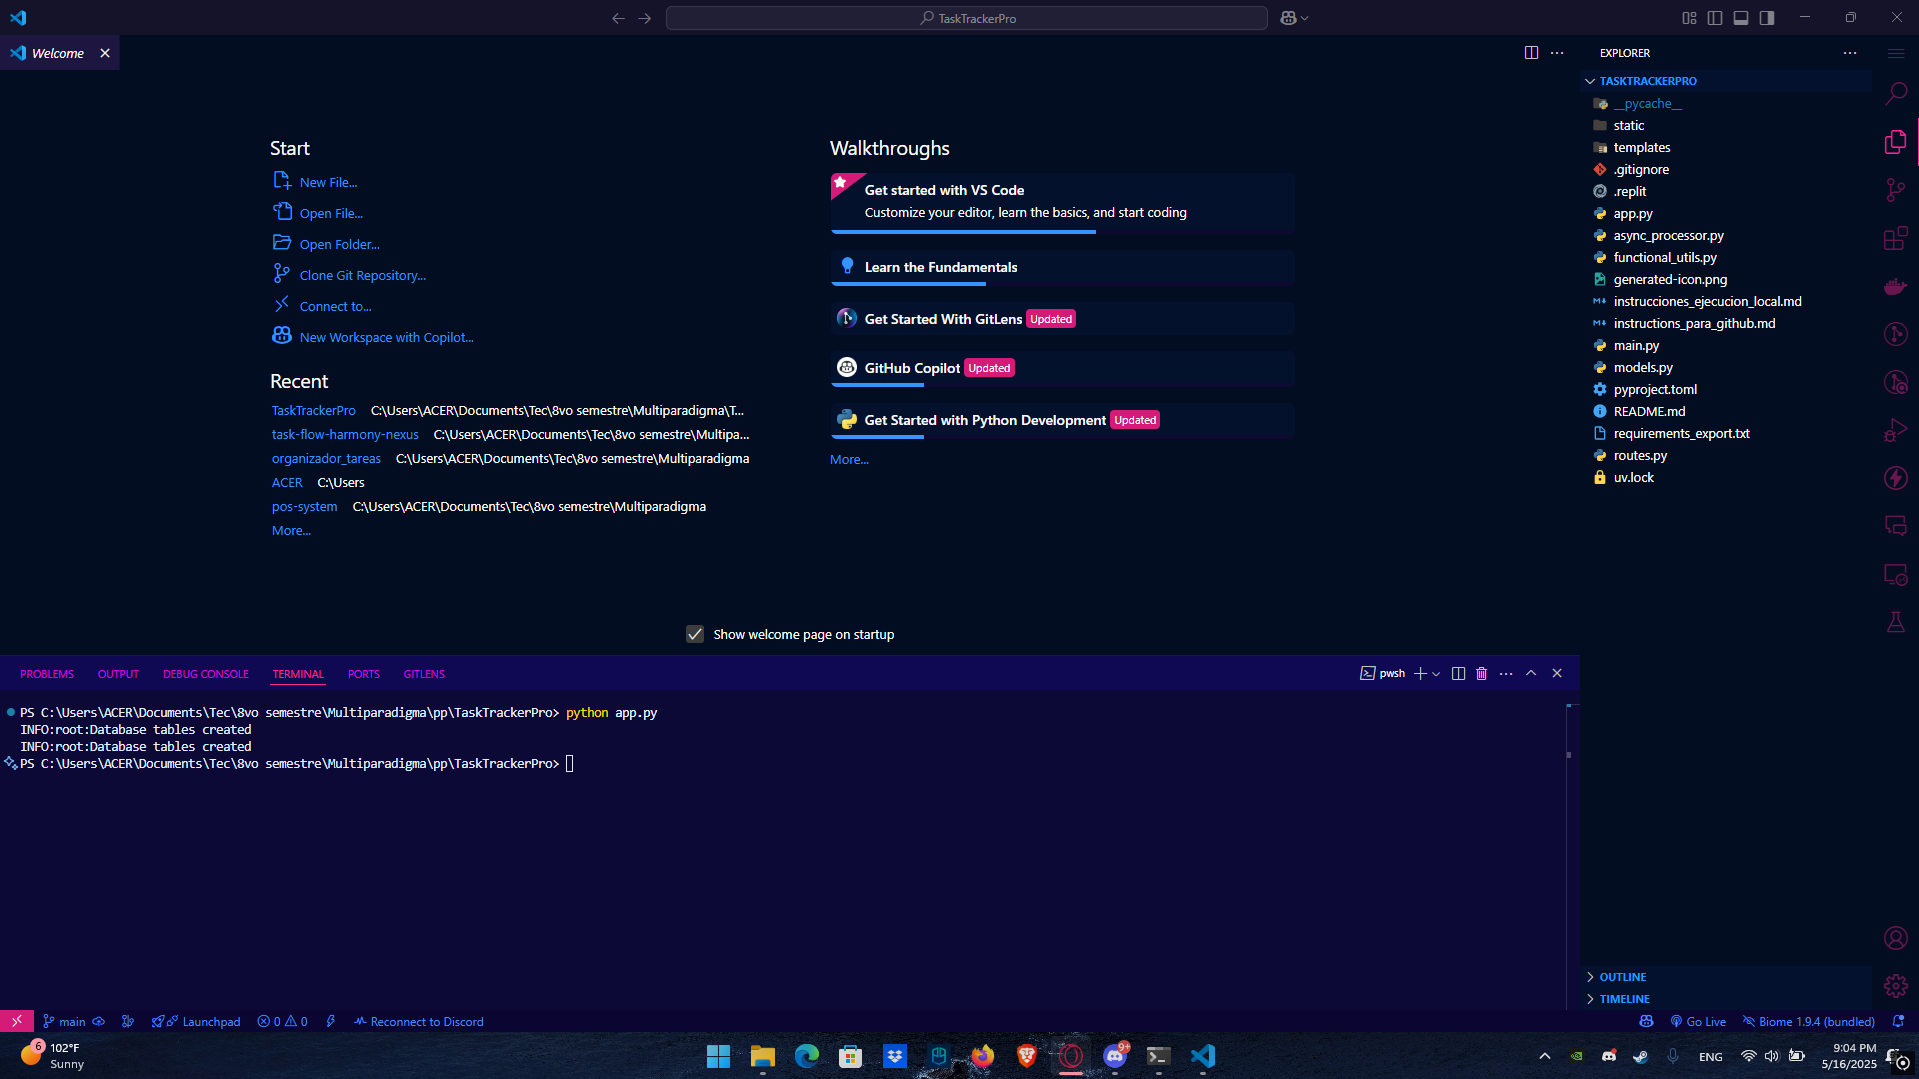 TaskTrackerPro
Welcome
Start
New File...
Open File...
Open Folder...
Clone Git Repository...
Connect to...
New Workspace with Copilot...
Recent
TaskTrackerPro C:\Users\ACER\Documents\Tec\8vo semestre\Multiparadigma\T...
task-flow-harmony-nexus C:\Users\ACER\Documents\Tec\8vo semestre\Multipa...
organizador_tareas C:\Users\ACER\Documents\Tec\8vo semestre\Multiparadigma
ACER C:\Users
pos-system C:\Users\ACER\Documents\Tec\8vo semestre\Multiparadigma
More...
Walkthroughs
Get started with VS Code
Customize your editor, learn the basics, and start coding
Learn the Fundamentals
Get Started With GitLens Updated
GitHub Copilot Updated
Get Started with Python Development Updated
More...
Show welcome page on startup
EXPLORER
TASKTRACKERPRO
__pycache__
static
templates
.gitignore
.replit
app.py
async_processor.py
functional_utils.py
generated-icon.png
instrucciones_ejecucion_local.md
instructions_para_github.md
main.py
models.py
pyproject.toml
README.md
requirements_export.txt
routes.py
uv.lock
OUTLINE
TIMELINE
PROBLEMS OUTPUT DEBUG CONSOLE TERMINAL PORTS GITLENS
pwsh
PS C:\Users\ACER\Documents\Tec\8vo semestre\Multiparadigma\pp\TaskTrackerPro> python app.py
INFO:root:Database tables created
INFO:root:Database tables created
PS C:\Users\ACER\Documents\Tec\8vo semestre\Multiparadigma\pp\TaskTrackerPro>
main Launchpad 0 0 Reconnect to Discord Go Live Biome 1.9.4 (bundled)
6
102°F
Sunny
9+
ENG
9:04 PM
5/16/2025